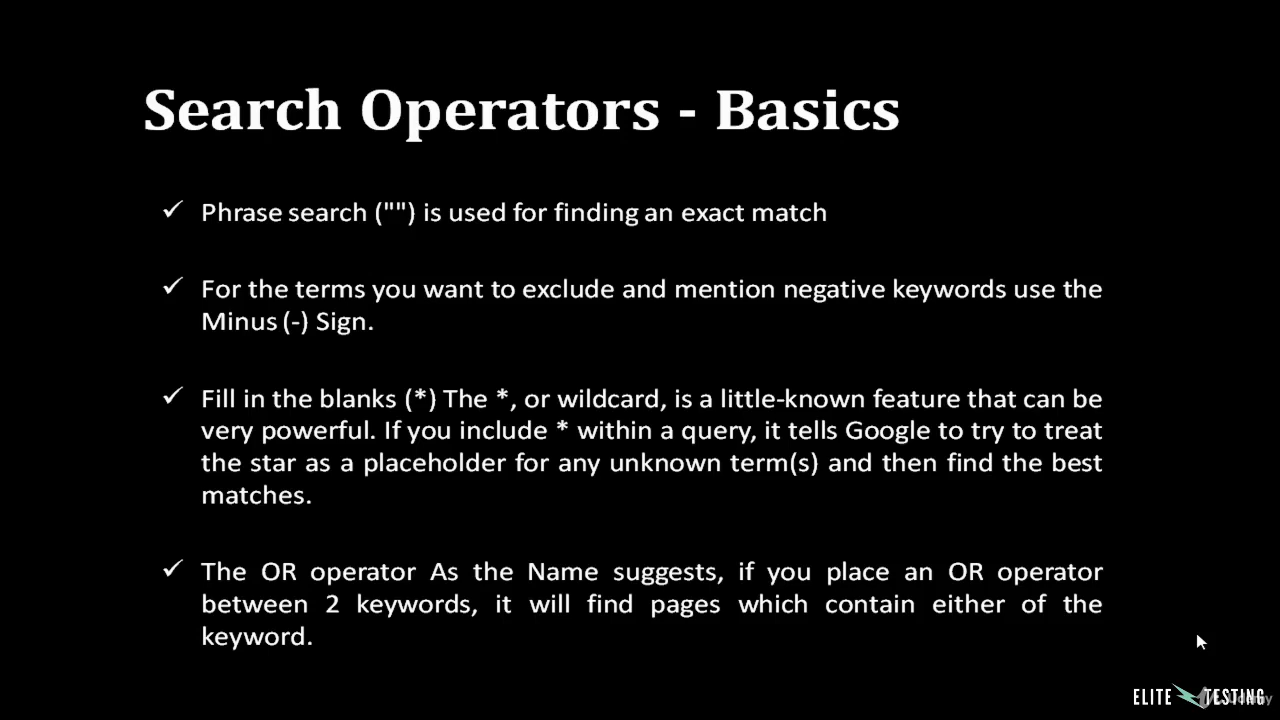 Search Operators - Basics
✓ Phrase search ("") is used for finding an exact match
✓ For the terms you want to exclude and mention negative keywords use the
Minus (-) Sign.
✓ Fill in the blanks (*) The *, or wildcard, is a little-known feature that can be
very powerful. If you include * within a query, it tells Google to try to treat
the star as a placeholder for any unknown term(s) and then find the best
matches.
✓ The OR operator As the Name suggests, if you place an OR operator
between 2 keywords, it will find pages which contain either of the
keyword.
ELITE TESTING